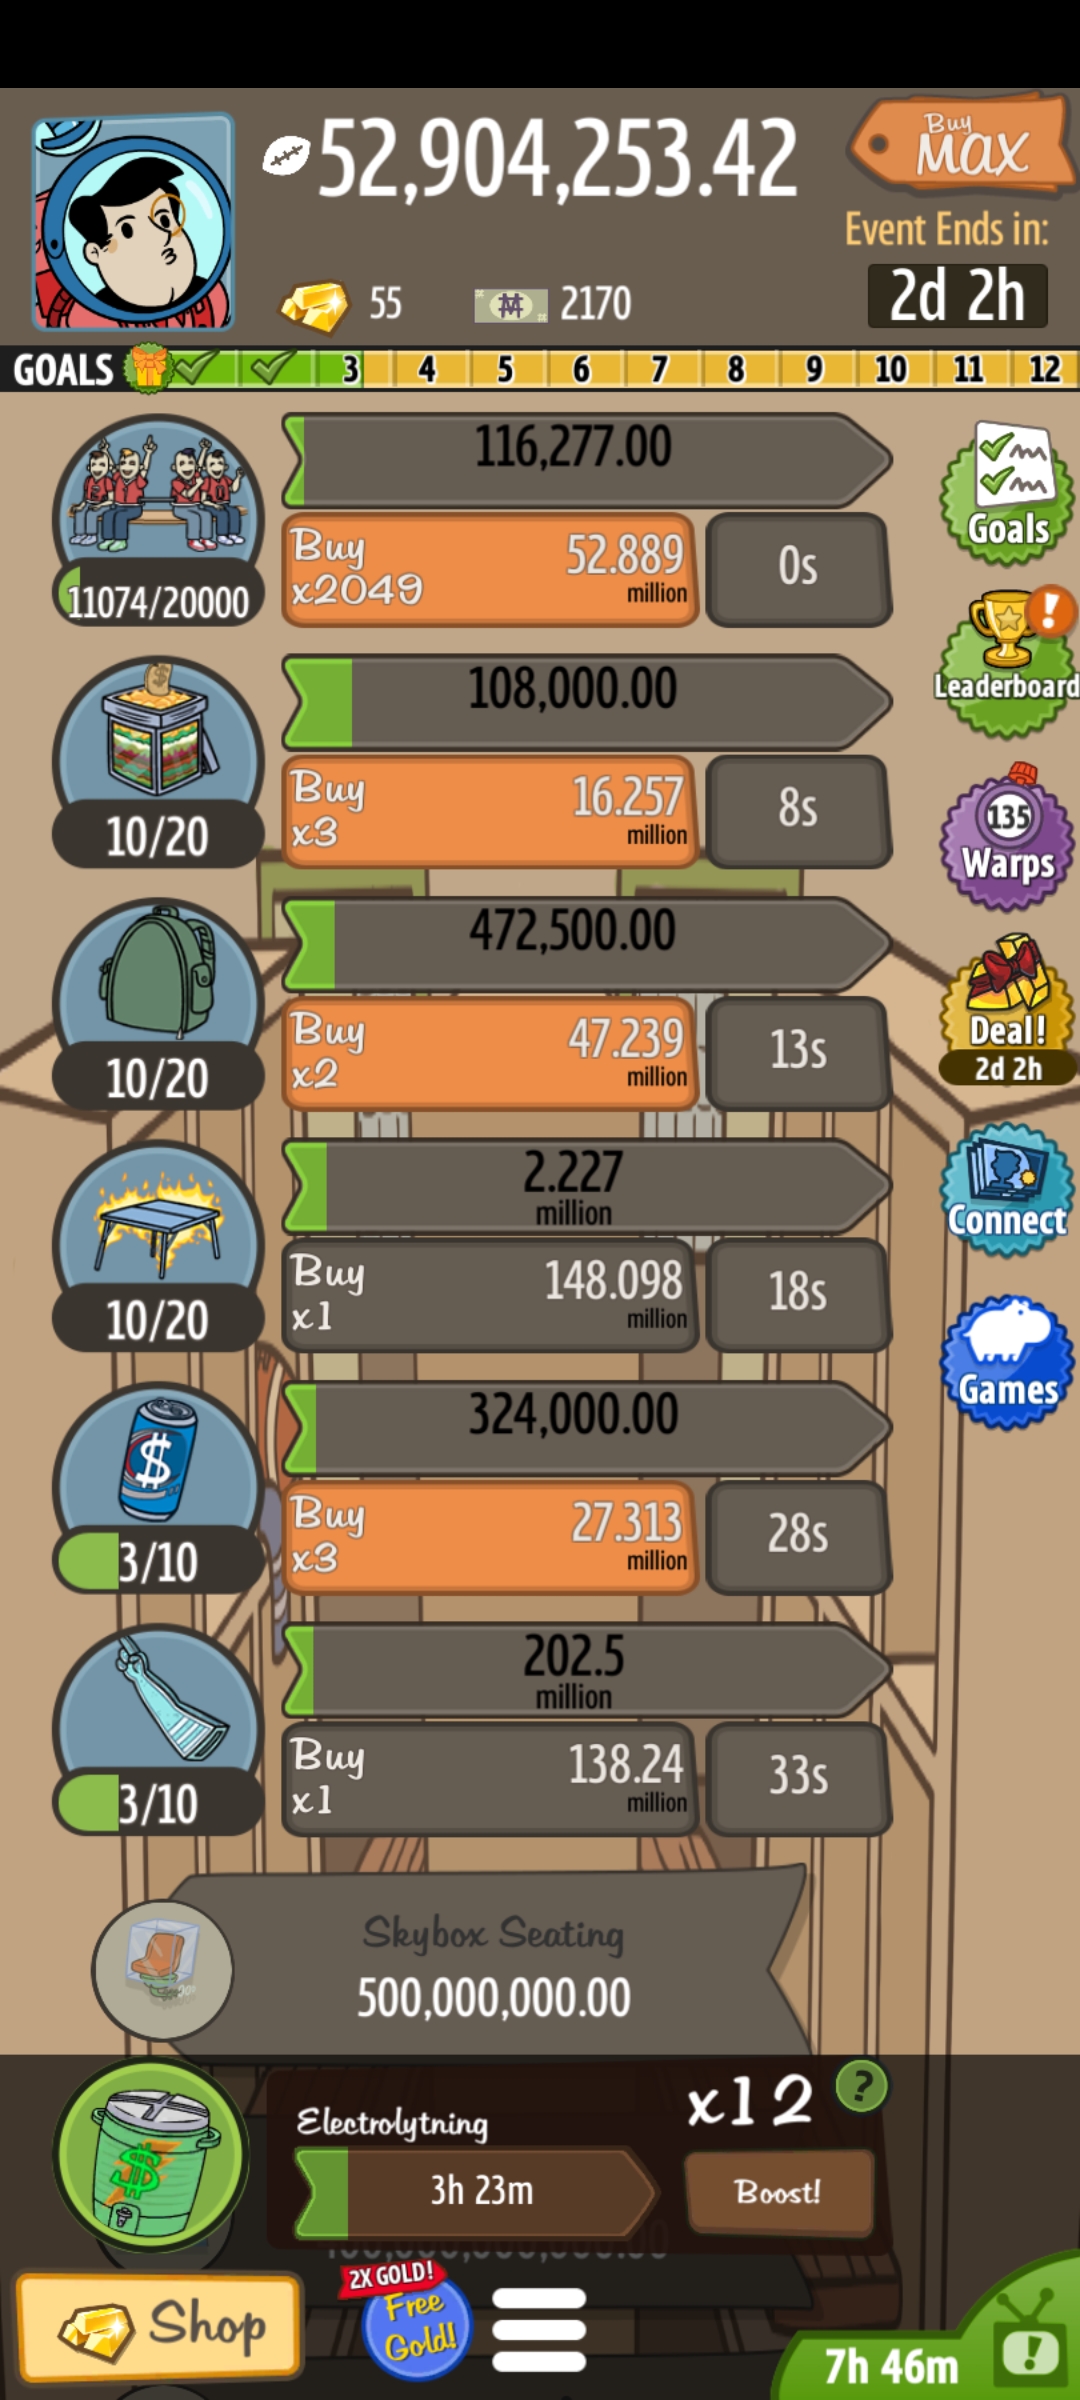 52,904,253.42
Buy
MAX
Event Ends in:
2d 2h
55
2170
GOALS 3 4 5 6 7 8 9 10 11 12
116,277.00
Buy
x2049
52.889
million
0s
11074/20000
Goals
108,000.00
Buy
x3
16.257
million
8s
10/20
Leaderboard
472,500.00
Buy
x2
47.239
million
13s
10/20
135
Warps
Deal!
2d 2h
2.227
million
Buy
x1
148.098
million
18s
10/20
Connect
324,000.00
Buy
x3
27.313
million
28s
3/10
Games
202.5
million
Buy
x1
138.24
million
33s
3/10
Skybox Seating
500,000,000.00
Electrolytning
x12
?
3h 23m
Boost!
Shop
2X GOLD!
Free
Gold!
7h 46m